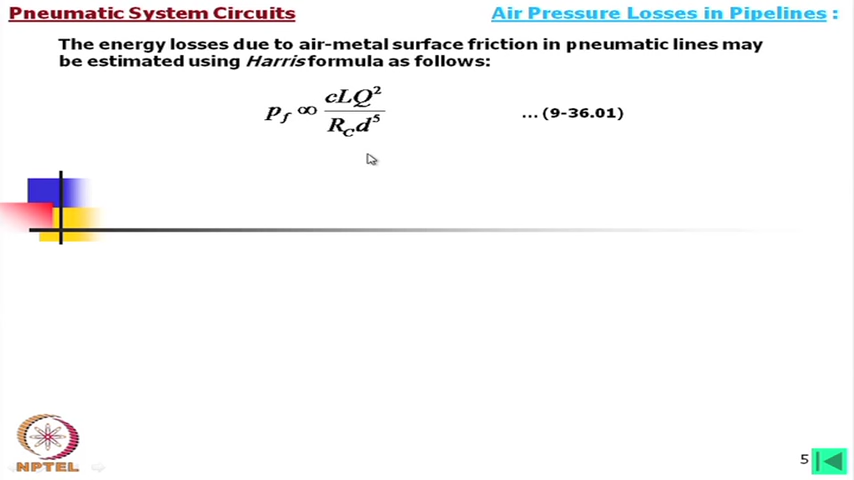 Pneumatic System Circuits
Air Pressure Losses in Pipelines :
The energy losses due to air-metal surface friction in pneumatic lines may
be estimated using Harris formula as follows:
p_f ∞ cLQ² / R_C d⁵ ... (9-36.01)
NPTEL
5